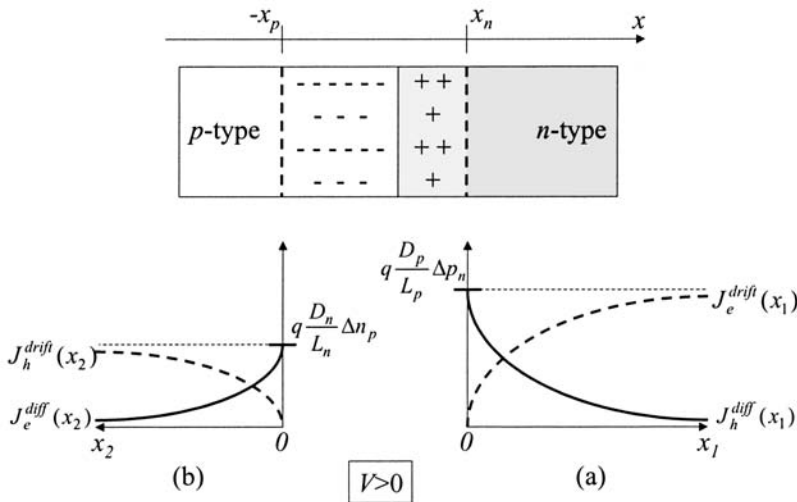 -x_p x_n x
p-type - - - - - - - + + n-type
- - - +
- - - - - - - + +
- - - - +
q D_p/L_p Δp_n
J_e^{drift}(x_1)
q D_n/L_n Δn_p
J_h^{drift}(x_2)
J_e^{diff}(x_2) J_h^{diff}(x_1)
x_2 0 0 x_1
(b) V>0 (a)